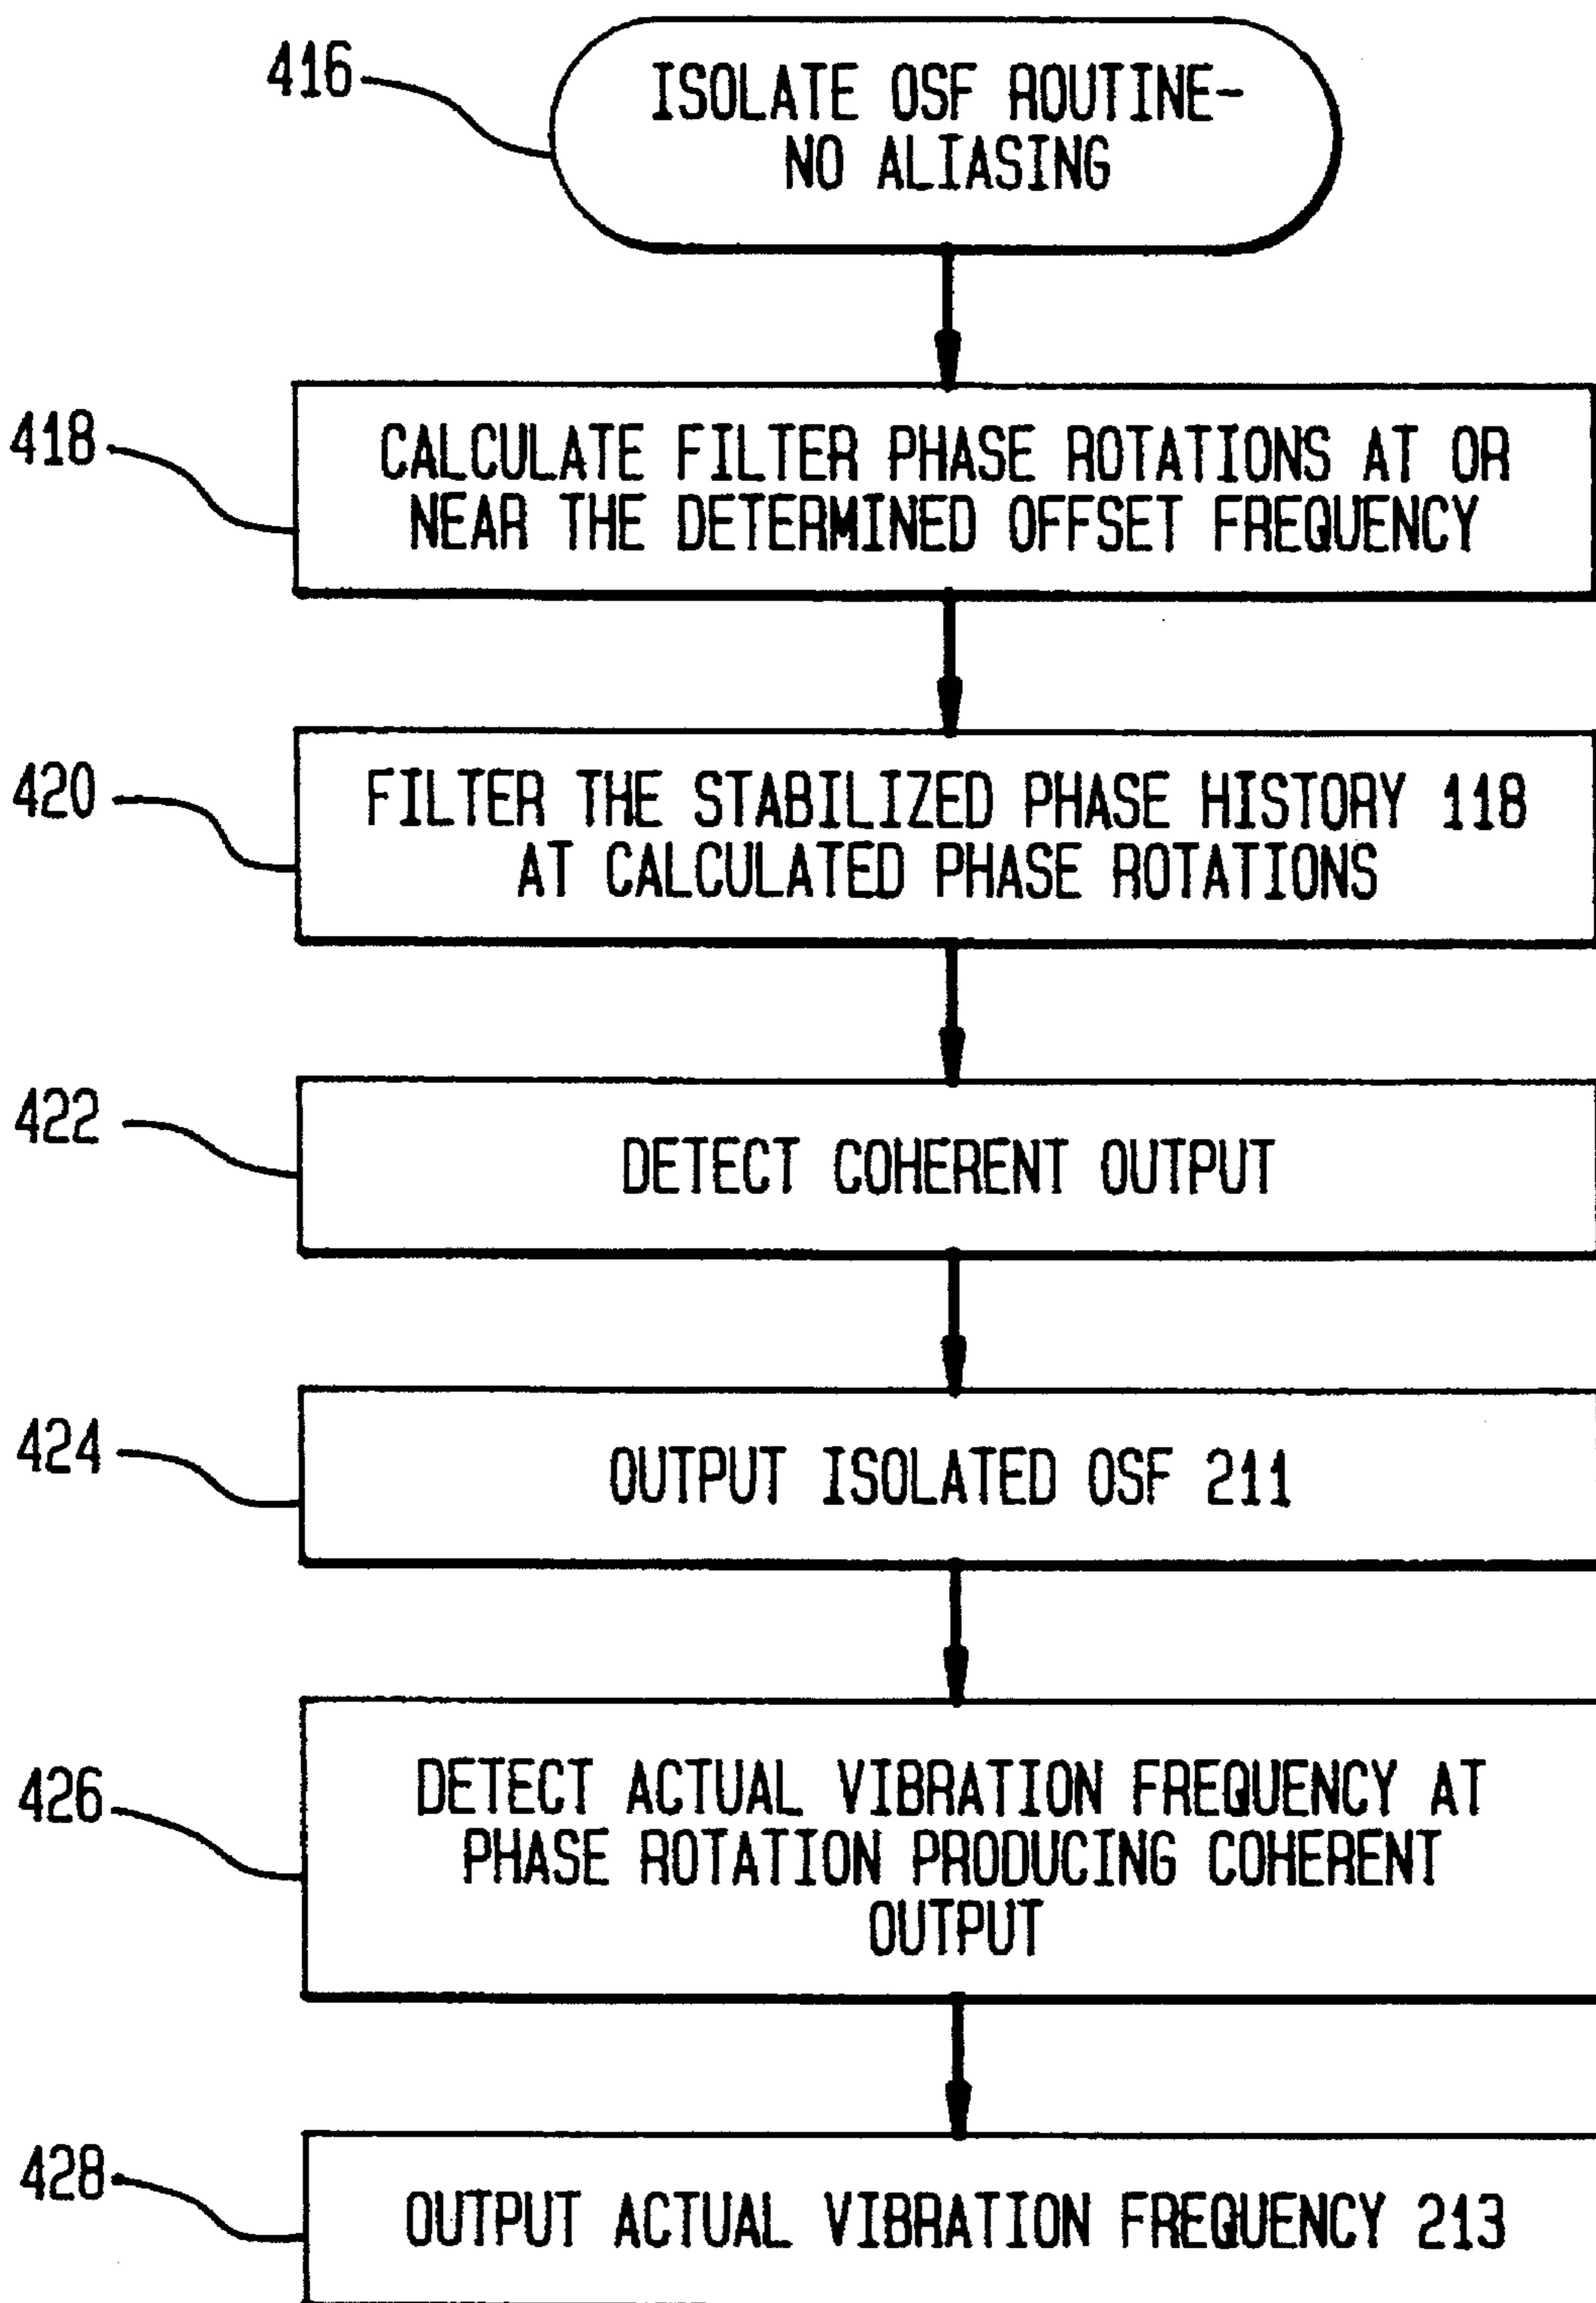 416
ISOLATE OSF ROUTINE-
NO ALIASING
418
CALCULATE FILTER PHASE ROTATIONS AT OR
NEAR THE DETERMINED OFFSET FREQUENCY
420
FILTER THE STABILIZED PHASE HISTORY 118
AT CALCULATED PHASE ROTATIONS
422
DETECT COHERENT OUTPUT
424
OUTPUT ISOLATED OSF 211
426
DETECT ACTUAL VIBRATION FREQUENCY AT
PHASE ROTATION PRODUCING COHERENT
OUTPUT
428
OUTPUT ACTUAL VIBRATION FREQUENCY 213